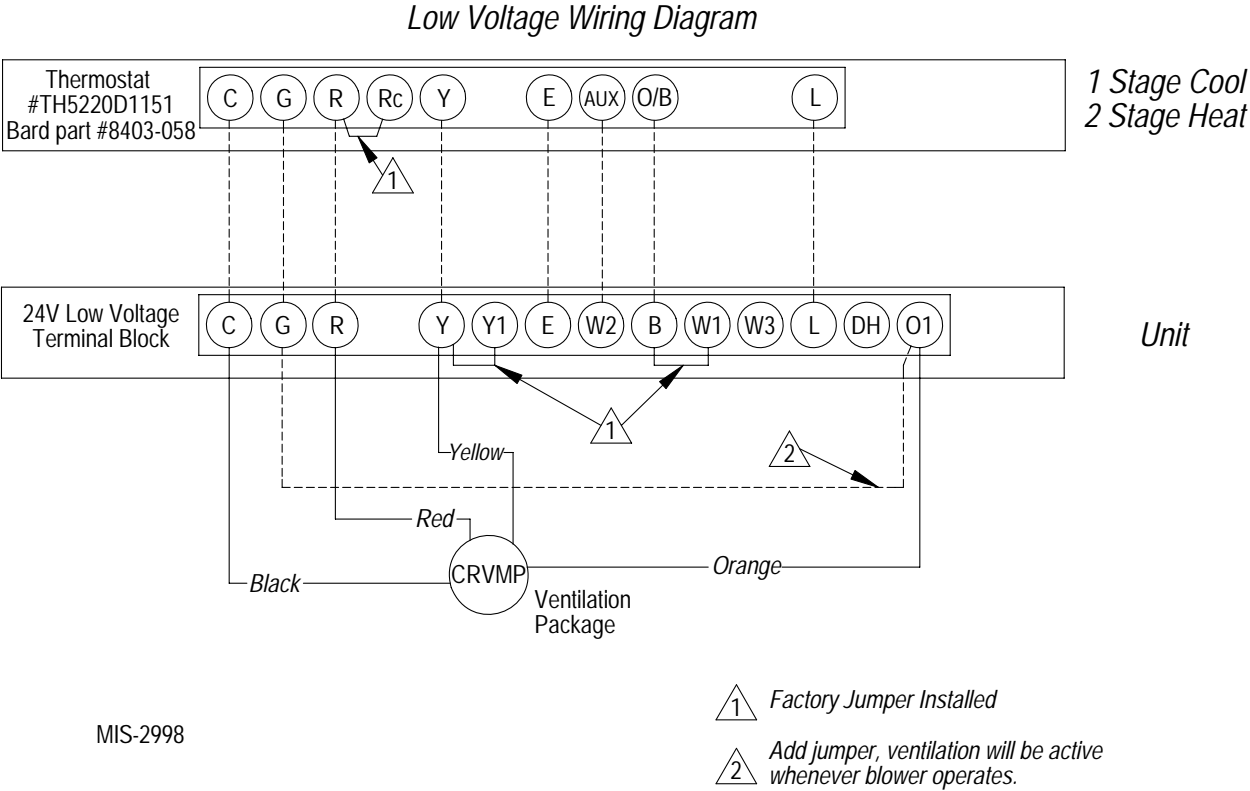 Low Voltage Wiring Diagram
Thermostat
#TH5220D1151
Bard part #8403-058
C G R Rc Y E AUX O/B L
1 Stage Cool
2 Stage Heat
1
24V Low Voltage
Terminal Block
C G R Y Y1 E W2 B W1 W3 L DH O1
Unit
1
2
Yellow
Red
Black
CRVMP
Orange
Ventilation
Package
1 Factory Jumper Installed
MIS-2998
2 Add jumper, ventilation will be active
whenever blower operates.